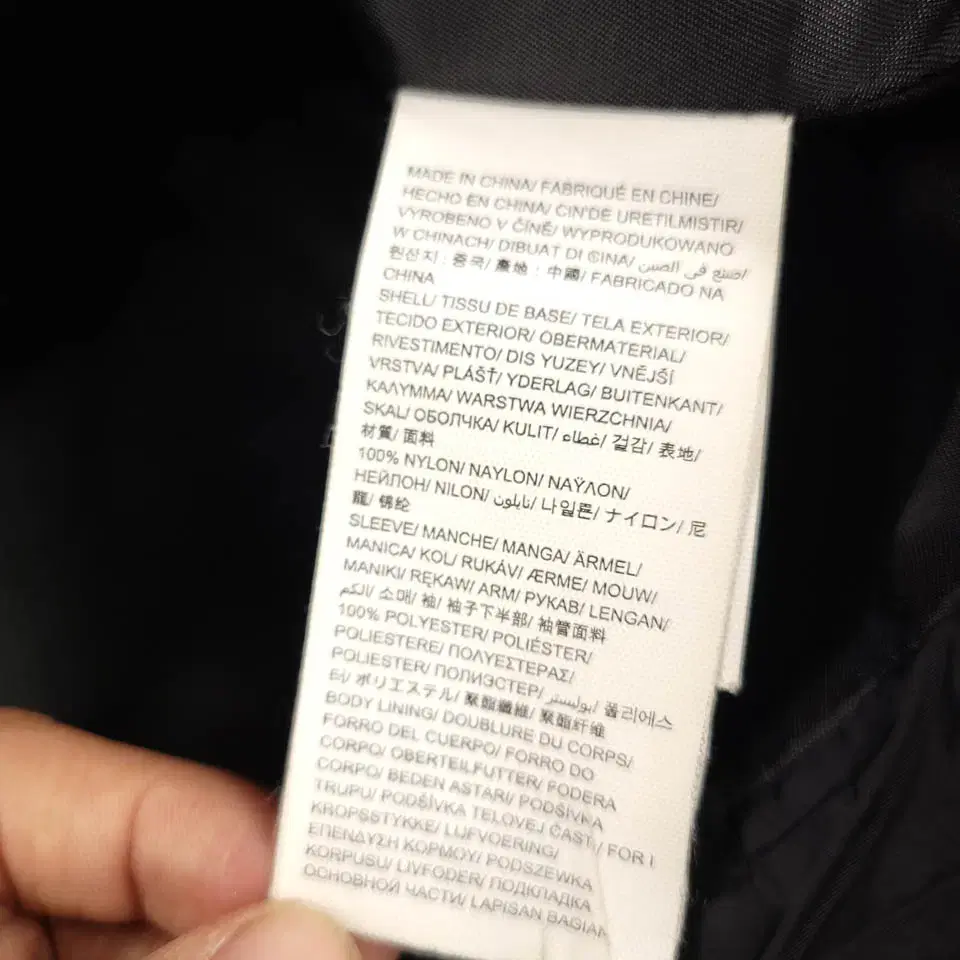 MADE IN CHINA/ FABRIQUÉ EN CHINE/
HECHO EN CHINA/ CIN'DE URETILMISTIR/
VYROBENO V ČÍNĚ/ WYPRODUKOWANO
W CHINACH/ DIBUAT DI CINA/ صنع في الصين/
원산지 : 중국/ 產地 : 中國/ FABRICADO NA
CHINA
SHELL/ TISSU DE BASE/ TELA EXTERIOR/
TECIDO EXTERIOR/ OBERMATERIAL/
RIVESTIMENTO/ DIS YUZEY/ VNĚJŠÍ
VRSTVA/ PLÁŠŤ/ YDERLAG/ BUITENKANT/
ΚΑΛΥΜΜΑ/ WARSTWA WIERZCHNIA/
SKAL/ ОБОЛЧКА/ KULIT/ غطاء/ 겉감/ 表地/
材質/ 面料
100% NYLON/ NAYLON/ ΝΑΫΛΟΝ/
НЕЙЛОН/ NILON/ نايلون/ 나일론/ ナイロン/ 尼
龍/ 锦纶
SLEEVE/ MANCHE/ MANGA/ ÄRMEL/
MANICA/ KOL/ RUKÁV/ ÆRME/ MOUW/
ΜΑΝΙΚΙ/ RĘKAW/ ARM/ РУКАВ/ LENGAN/
الكم/ 소매/ 袖/ 袖子下半部/ 袖管面料
100% POLYESTER/ POLIÉSTER/
POLIESTERE/ ΠΟΛΥΕΣΤΕΡΑΣ/
POLIESTER/ ПОЛИЭСТЕР/ بوليستر/ 폴리에스
터/ ポリエステル/ 聚酯纖維/ 聚酯纤维
BODY LINING/ DOUBLURE DU CORPS/
FORRO DEL CUERPO/ FORRO DO
CORPO/ OBERTEILFUTTER/ FODERA
CORPO/ BEDEN ASTARI/ PODŠIVKA
TRUPU/ PODŠÍVKA TELOVEJ ČASŤ/ FOR I
KROPSSTYKKE/ LIJFVOERING/
ΕΠΕΝΔΥΣΗ ΚΟΡΜΟΥ/ PODSZEWKA
KORPUSU/ LIVFODER/ ПОДКЛАДКА
ОСНОВНОЙ ЧАСТИ/ LAPISAN BAGIAN